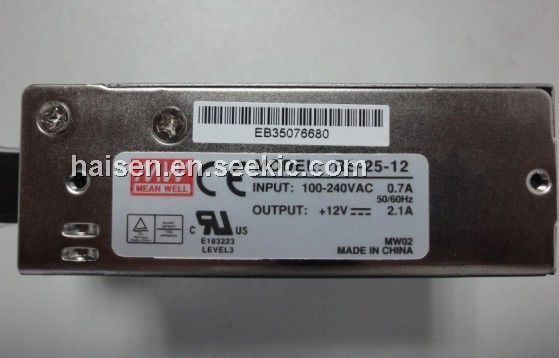 EB35076680
haisen.en.seekic.com
25-12
MEAN WELL
CE
INPUT: 100-240VAC 0.7A
50/60Hz
OUTPUT: +12V 2.1A
C US
E183223
LEVEL3
MW02
MADE IN CHINA